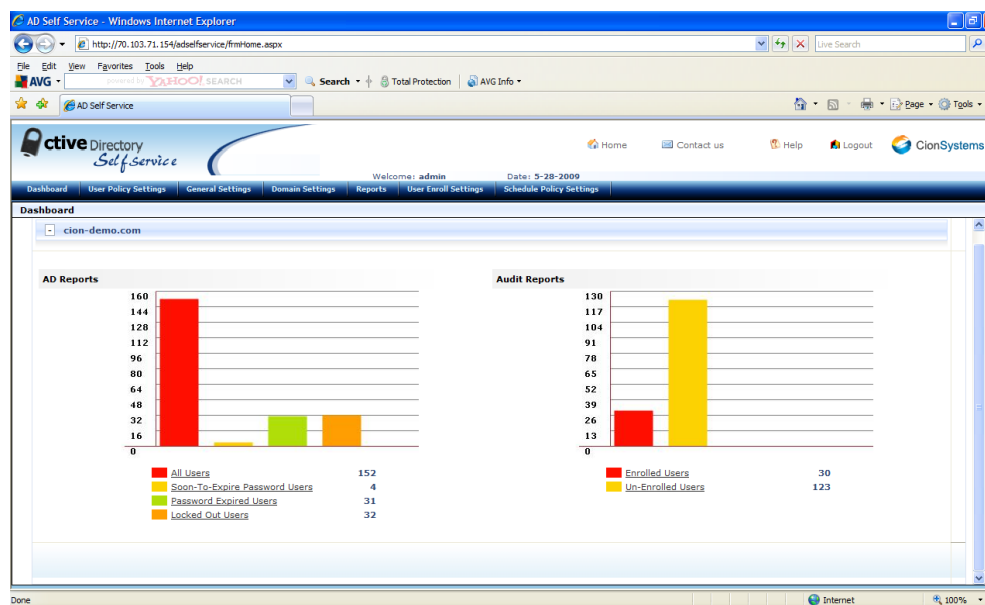 AD Self Service - Windows Internet Explorer
http://70.103.71.154/adselfservice/frmHome.aspx
Live Search
File Edit View Favorites Tools Help
AVG powered by YAHOO! SEARCH Search Total Protection AVG Info
AD Self Service
Page Tools
ctive Directory
Self Service
Home Contact us Help Logout CionSystems
Welcome: admin Date: 5-28-2009
Dashboard User Policy Settings General Settings Domain Settings Reports User Enroll Settings Schedule Policy Settings
Dashboard
- cion-demo.com
AD Reports
160
144
128
112
96
80
64
48
32
16
0
All Users 152
Soon-To-Expire Password Users 4
Password Expired Users 31
Locked Out Users 32
Audit Reports
130
117
104
91
78
65
52
39
26
13
0
Enrolled Users 30
Un-Enrolled Users 123
Done Internet 100%